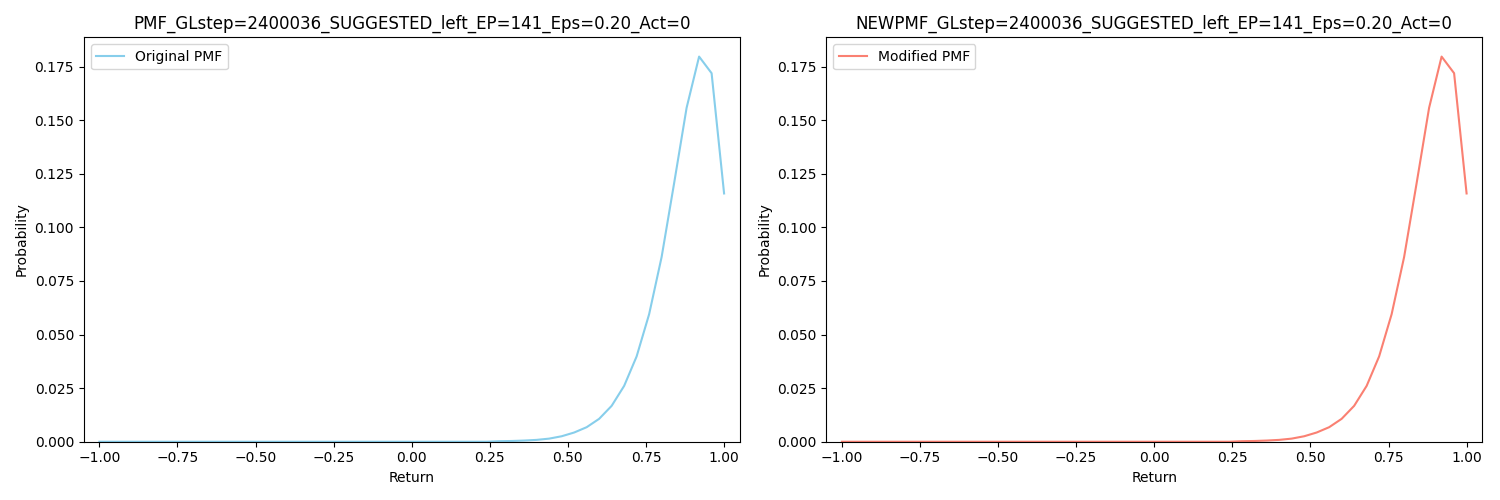 PMF_GLstep=2400036_SUGGESTED_left_EP=141_Eps=0.20_Act=0
Original PMF
0.175
0.150
0.125
0.100
0.075
0.050
0.025
0.000
Probability
−1.00 −0.75 −0.50 −0.25 0.00 0.25 0.50 0.75 1.00
Return
NEWPMF_GLstep=2400036_SUGGESTED_left_EP=141_Eps=0.20_Act=0
Modified PMF
0.175
0.150
0.125
0.100
0.075
0.050
0.025
0.000
Probability
−1.00 −0.75 −0.50 −0.25 0.00 0.25 0.50 0.75 1.00
Return